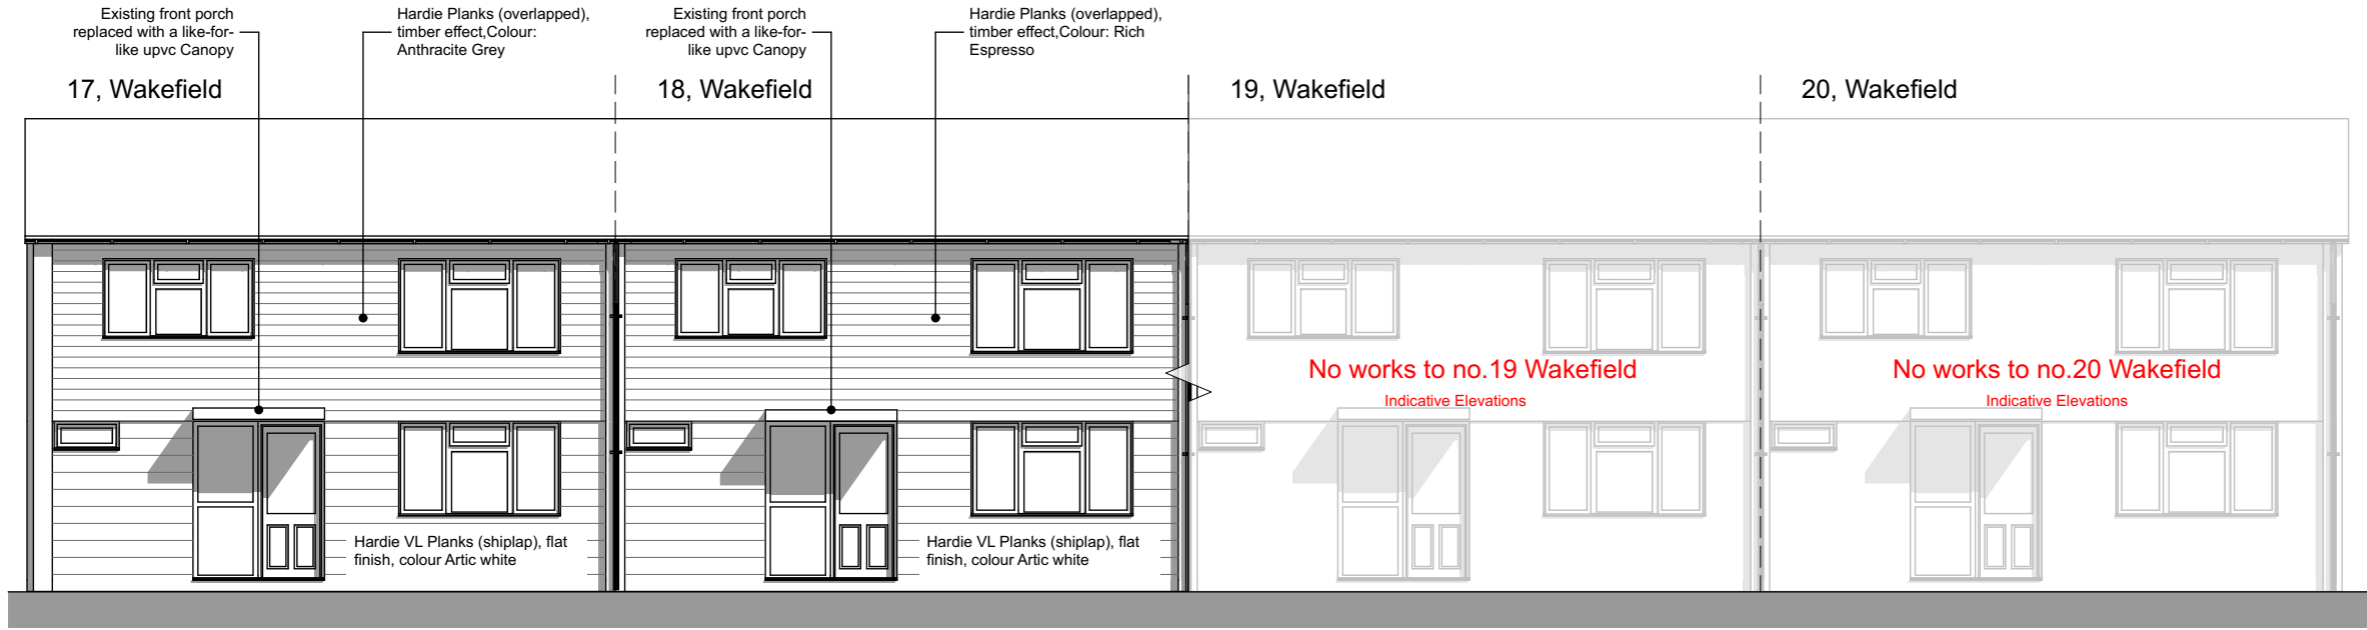 Existing front porch
replaced with a like-for-
like upvc Canopy
Hardie Planks (overlapped),
timber effect,Colour:
Anthracite Grey
Existing front porch
replaced with a like-for-
like upvc Canopy
Hardie Planks (overlapped),
timber effect,Colour: Rich
Espresso
17, Wakefield
18, Wakefield
19, Wakefield
20, Wakefield
No works to no.19 Wakefield
Indicative Elevations
No works to no.20 Wakefield
Indicative Elevations
Hardie VL Planks (shiplap), flat
finish, colour Artic white
Hardie VL Planks (shiplap), flat
finish, colour Artic white